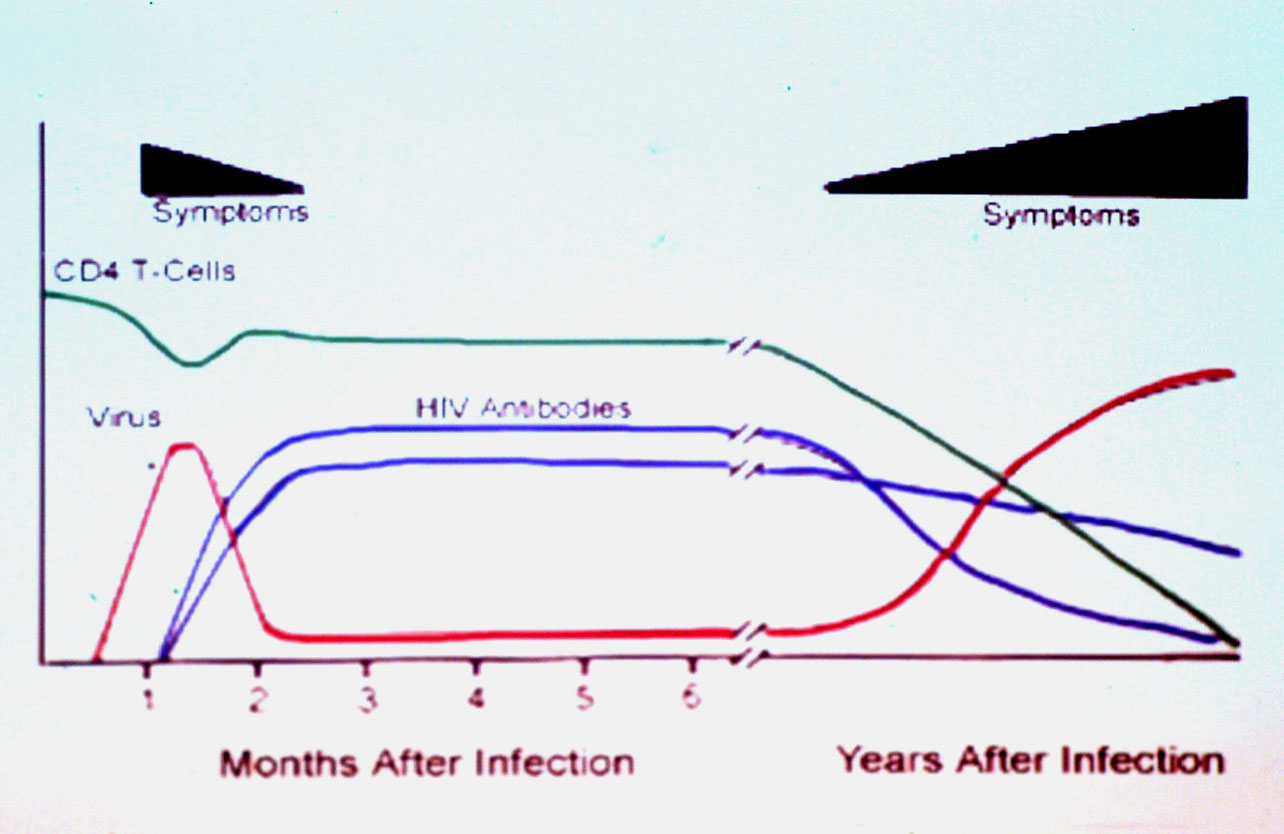 Symptoms
Symptoms
CD4 T-Cells
Virus
HIV Antibodies
1 2 3 4 5 6
Months After Infection
Years After Infection